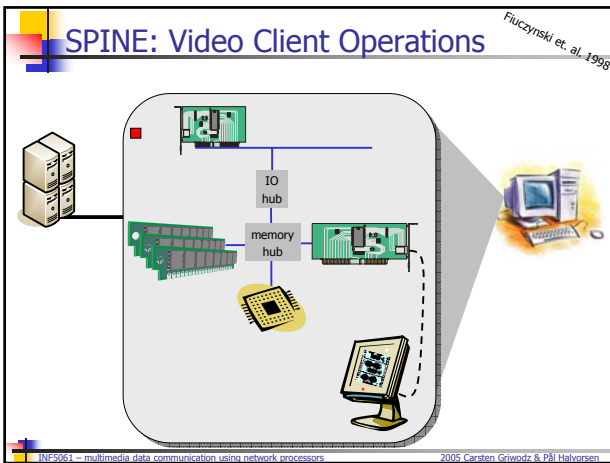 SPINE: Video Client Operations
Fiuczynski et. al. 1998
IO
hub
memory
hub
INF5061 – multimedia data communication using network processors
2005 Carsten Griwodz & Pål Halvorsen